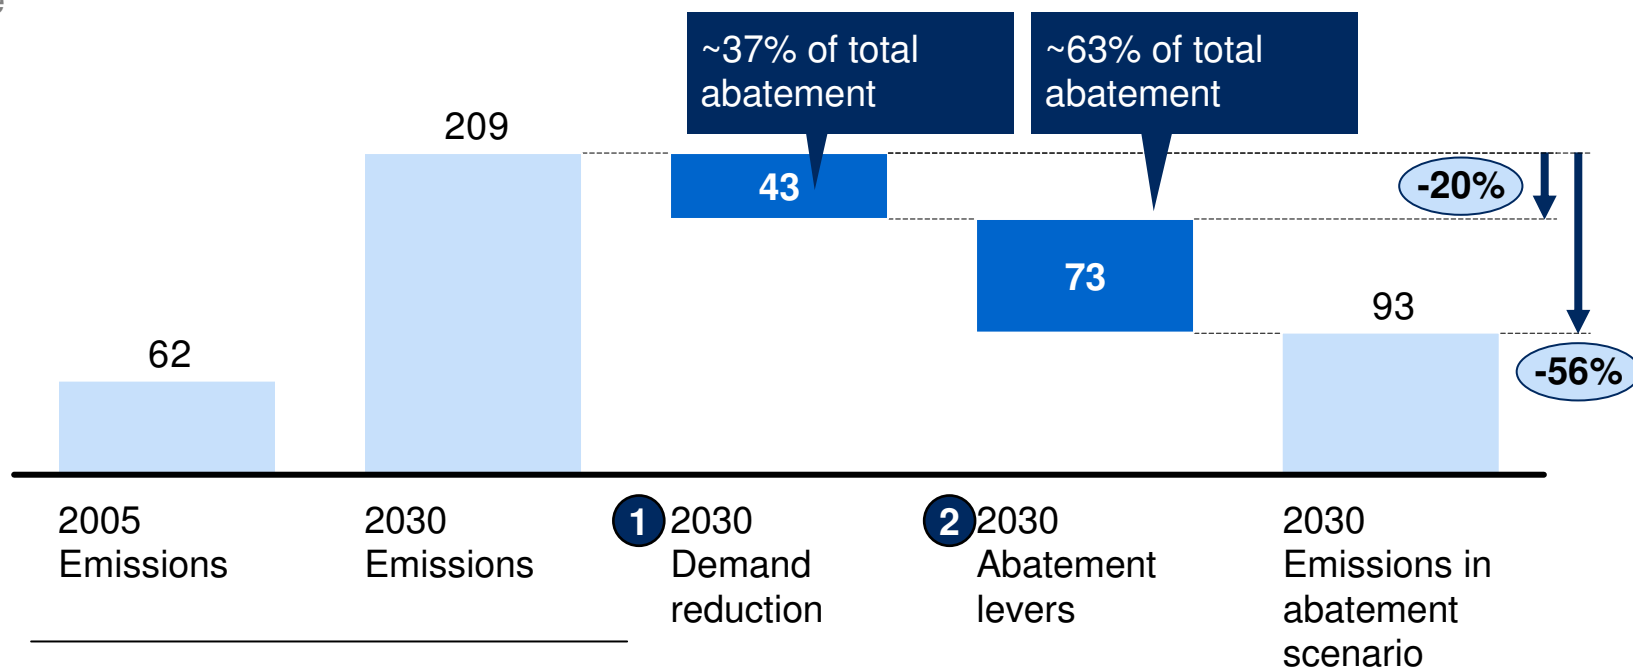 ~37% of total
abatement
~63% of total
abatement
209
43
-20%
73
93
62
-56%
2005
Emissions
2030
Emissions
1
2030
Demand
reduction
2
2030
Abatement
levers
2030
Emissions in
abatement
scenario